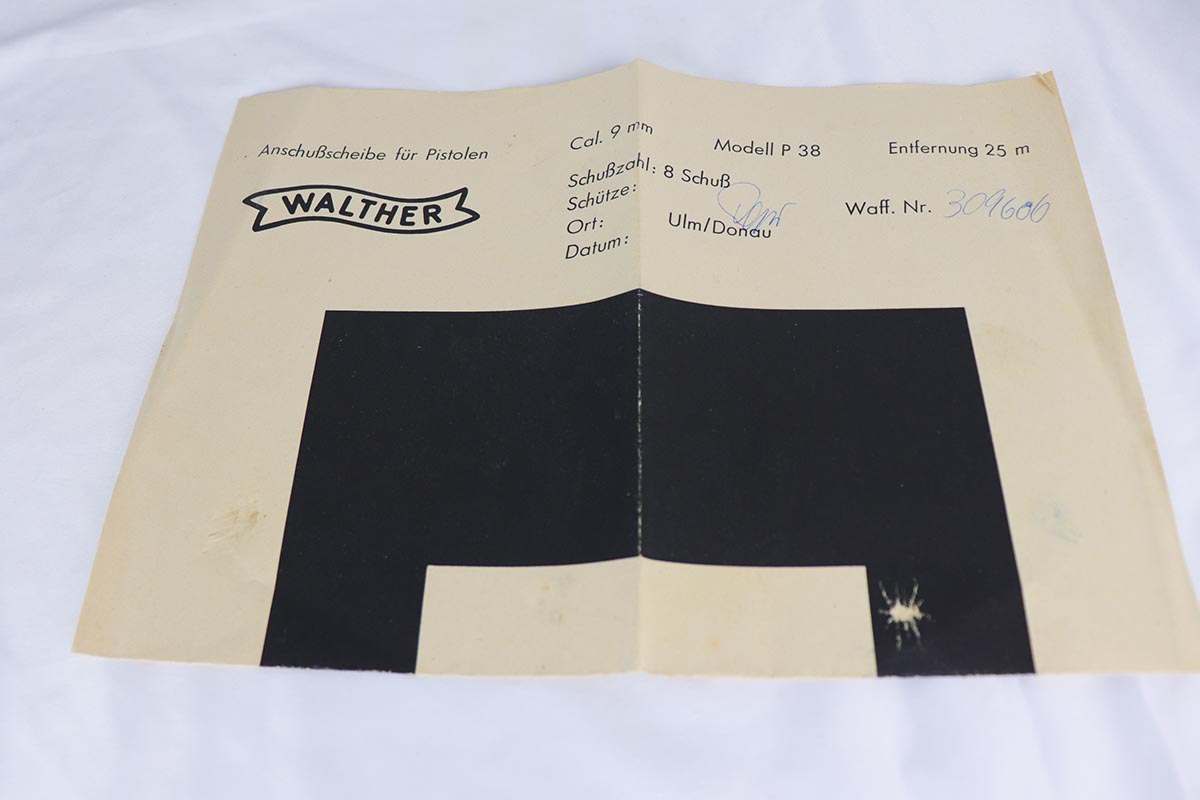 Anschußscheibe für Pistolen
WALTHER
Cal. 9 mm
Modell P 38
Entfernung 25 m
Schußzahl: 8 Schuß
Schütze:
Ort: Ulm/Donau
Datum:
Waff. Nr. 309606